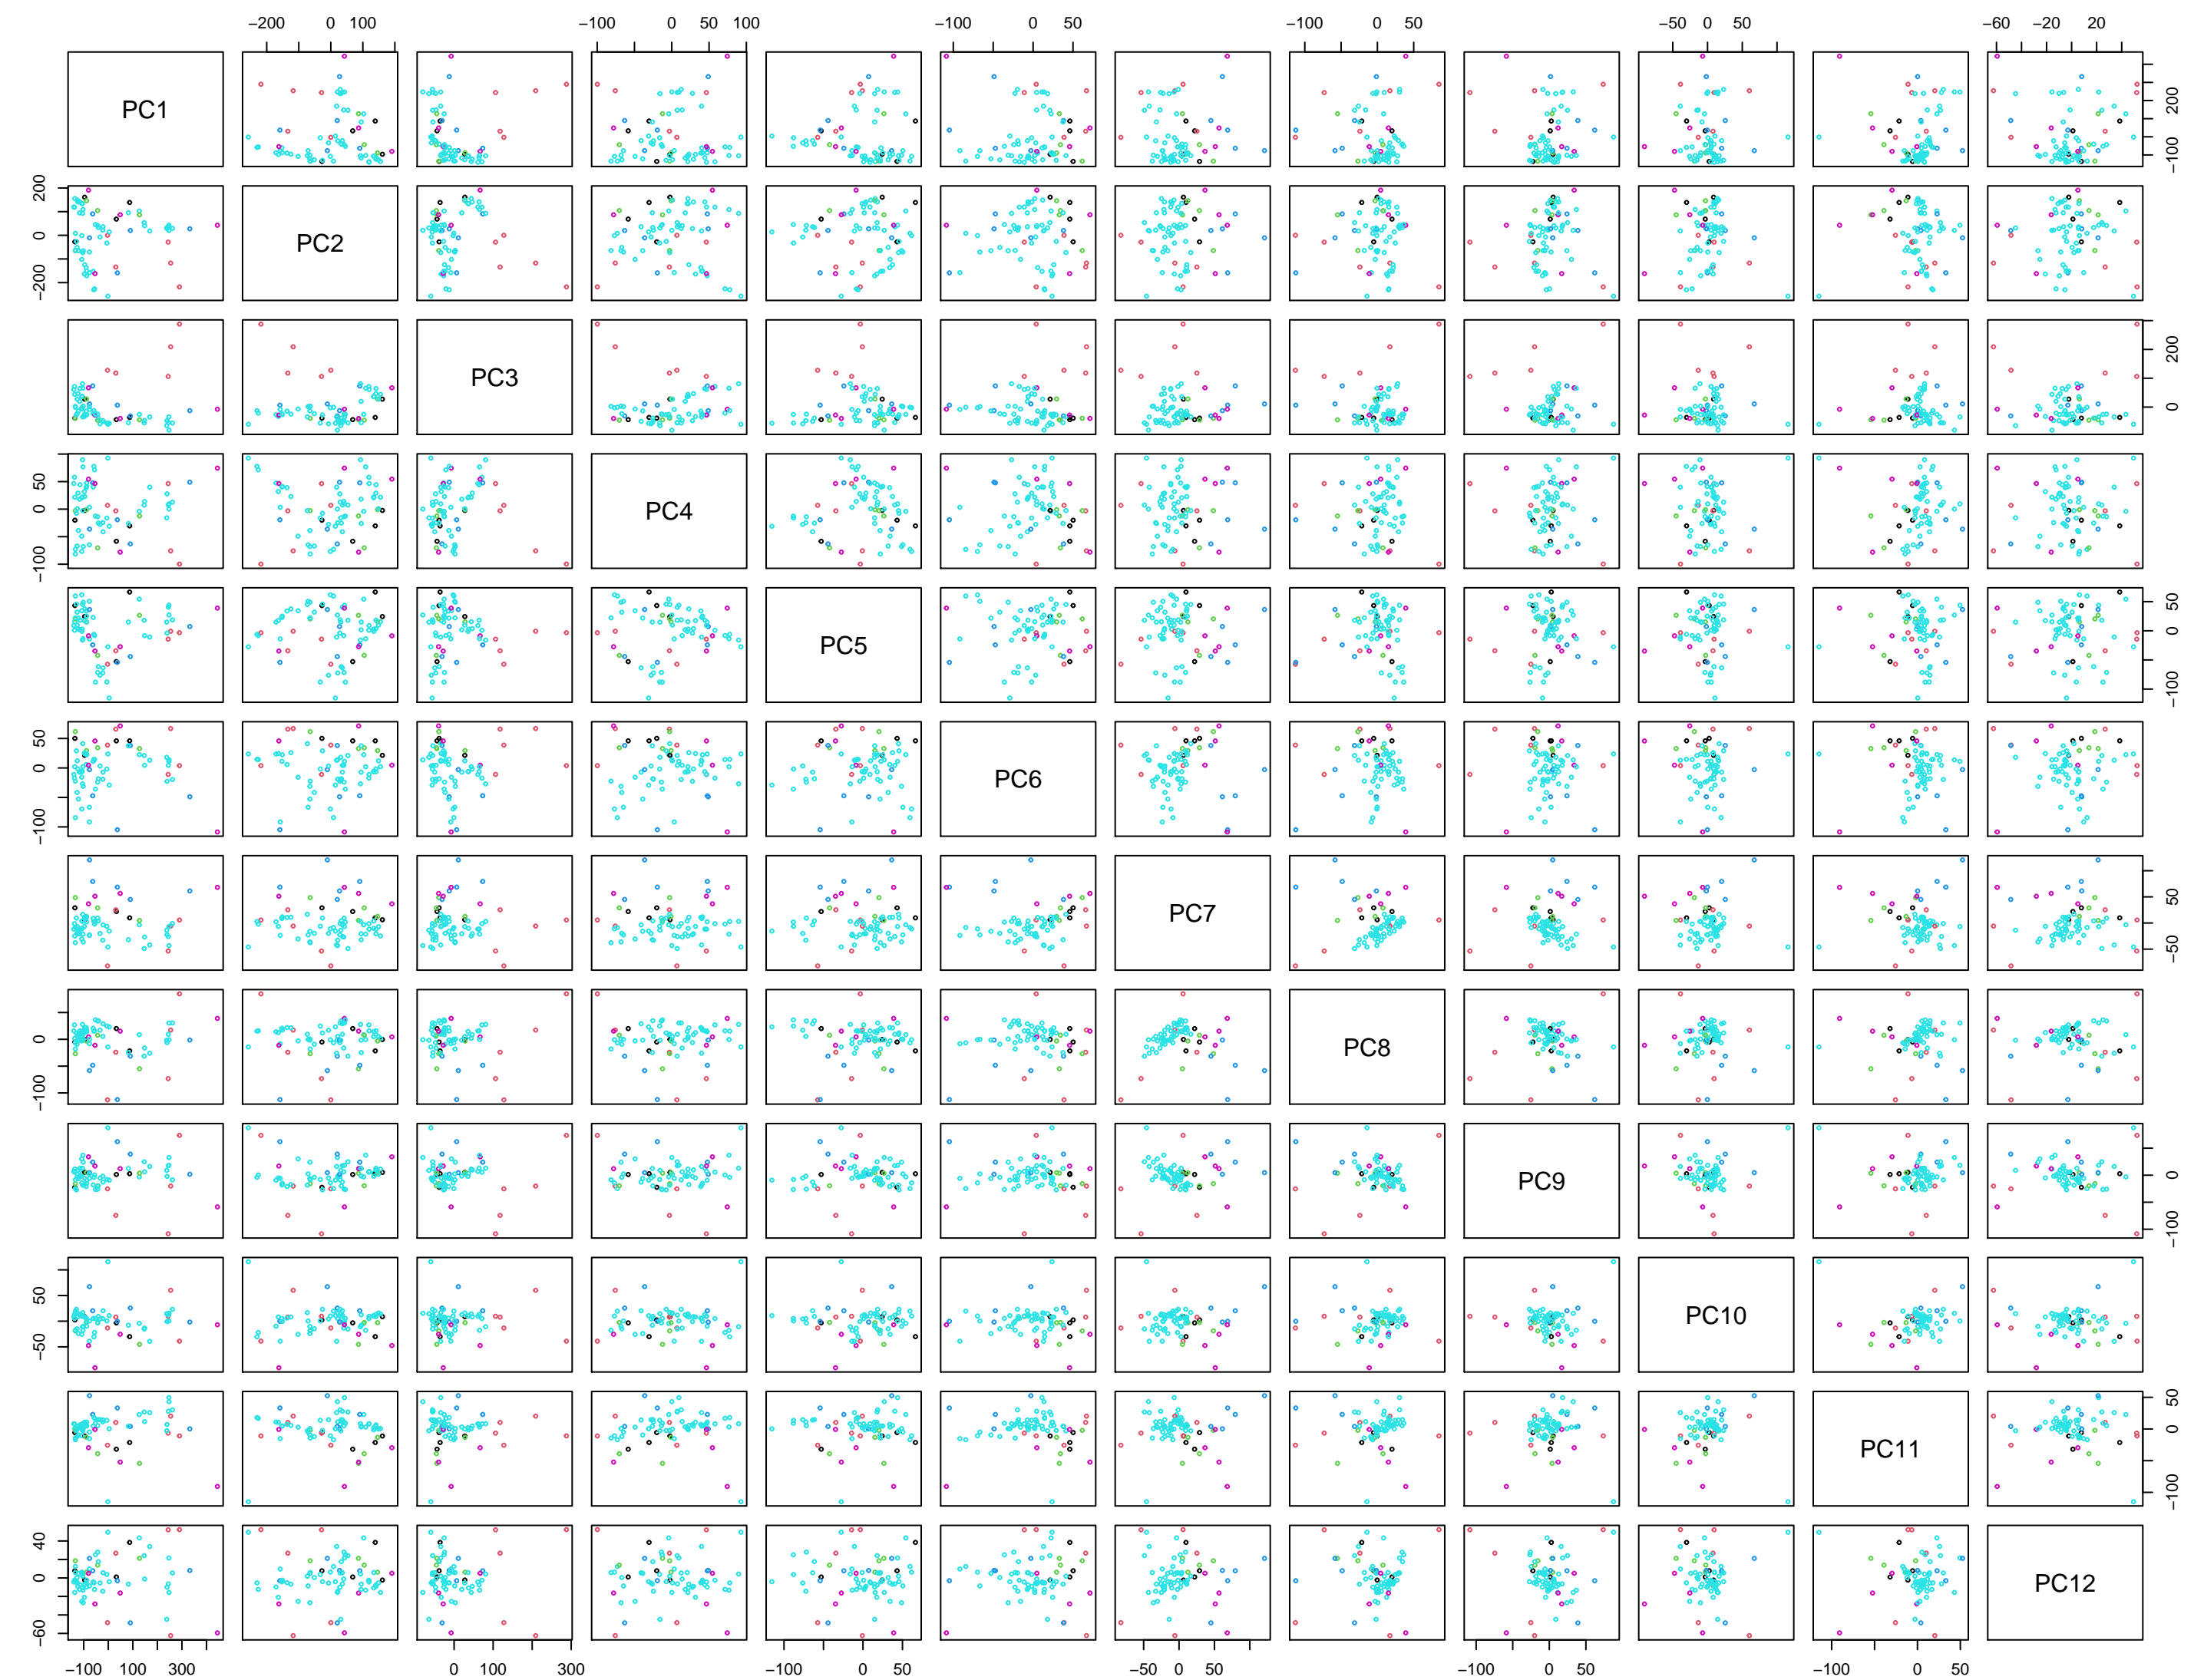 −200 0 100 −100 0 50 100 −100 0 50 −100 0 50 −50 0 50 −60 −20 20
PC1 −100 200
−200 0 200 PC2
PC3 0 200
−100 0 50 PC4
PC5 −100 0 50
−100 0 50 PC6
PC7 −50 50
−100 0 PC8
PC9 −100 0
−50 50 PC10
PC11 −100 0 50
−60 0 40 PC12
−100 100 300 0 100 300 −100 0 50 −50 0 50 −100 0 50 −100 0 50